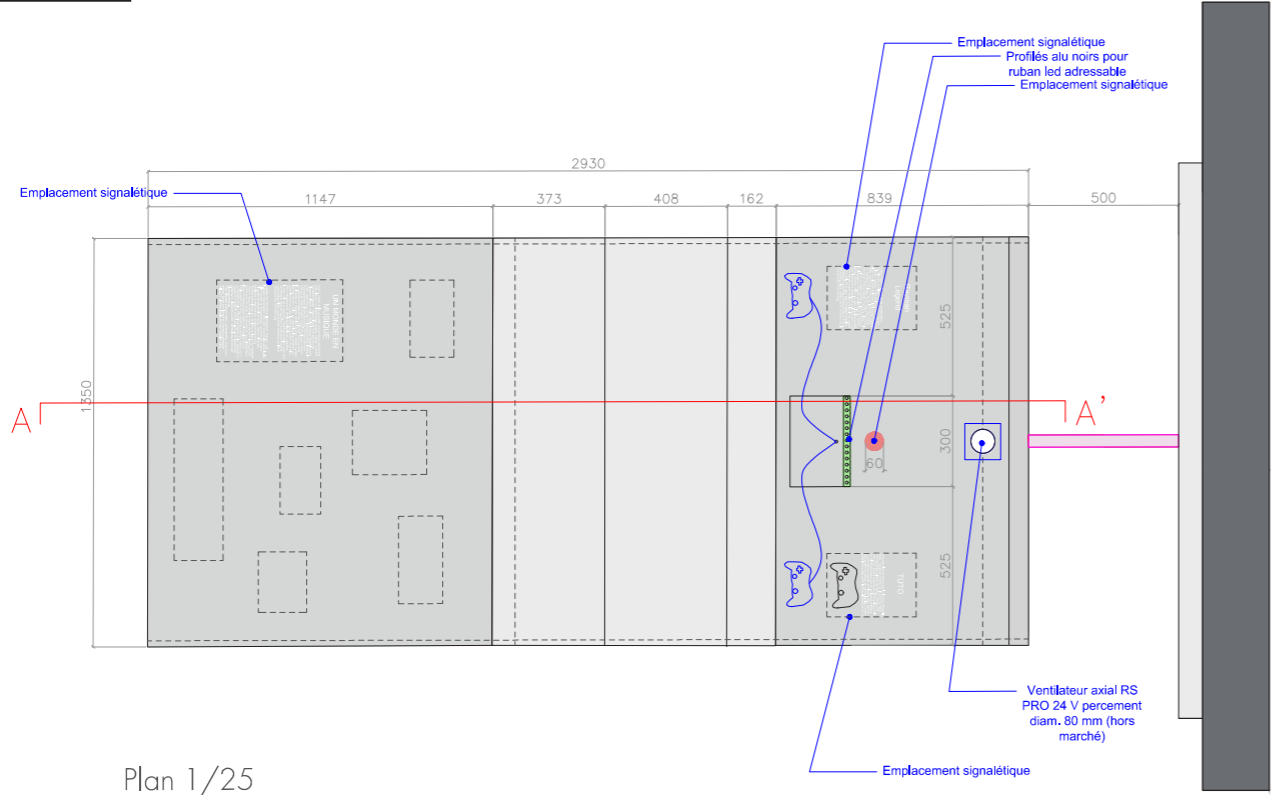 Emplacement signalétique
Profilés alu noirs pour
ruban led adressable
Emplacement signalétique
2930
Emplacement signalétique
1147
373
408
162
839
500
525
1350
A
A'
300
60
525
TUTO
Ventilateur axial RS
PRO 24 V percement
diam. 80 mm (hors
marché)
Emplacement signalétique
Plan 1/25